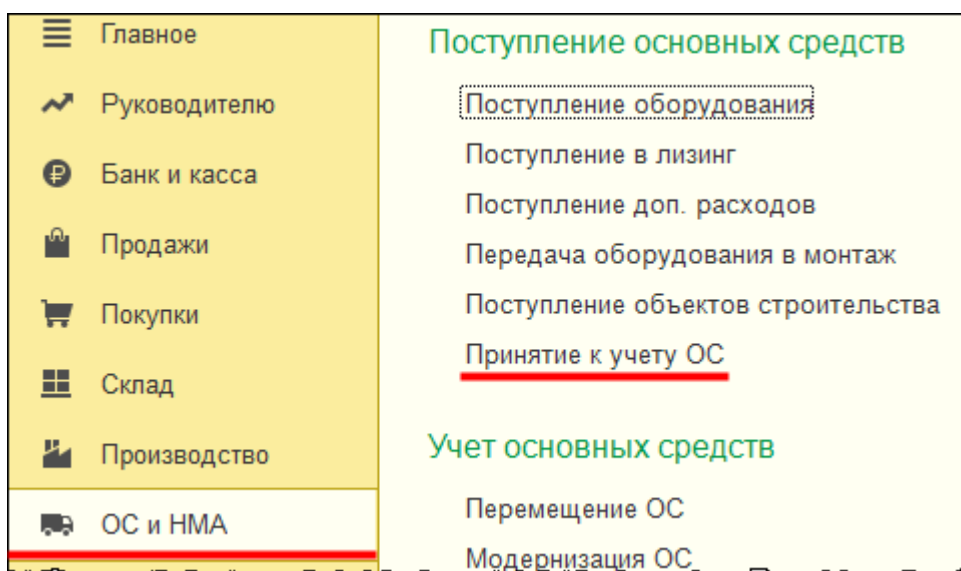 Главное
Руководителю
Банк и касса
Продажи
Покупки
Склад
Производство
ОС и НМА
Поступление основных средств
Поступление оборудования
Поступление в лизинг
Поступление доп. расходов
Передача оборудования в монтаж
Поступление объектов строительства
Принятие к учету ОС
Учет основных средств
Перемещение ОС
Модернизация ОС